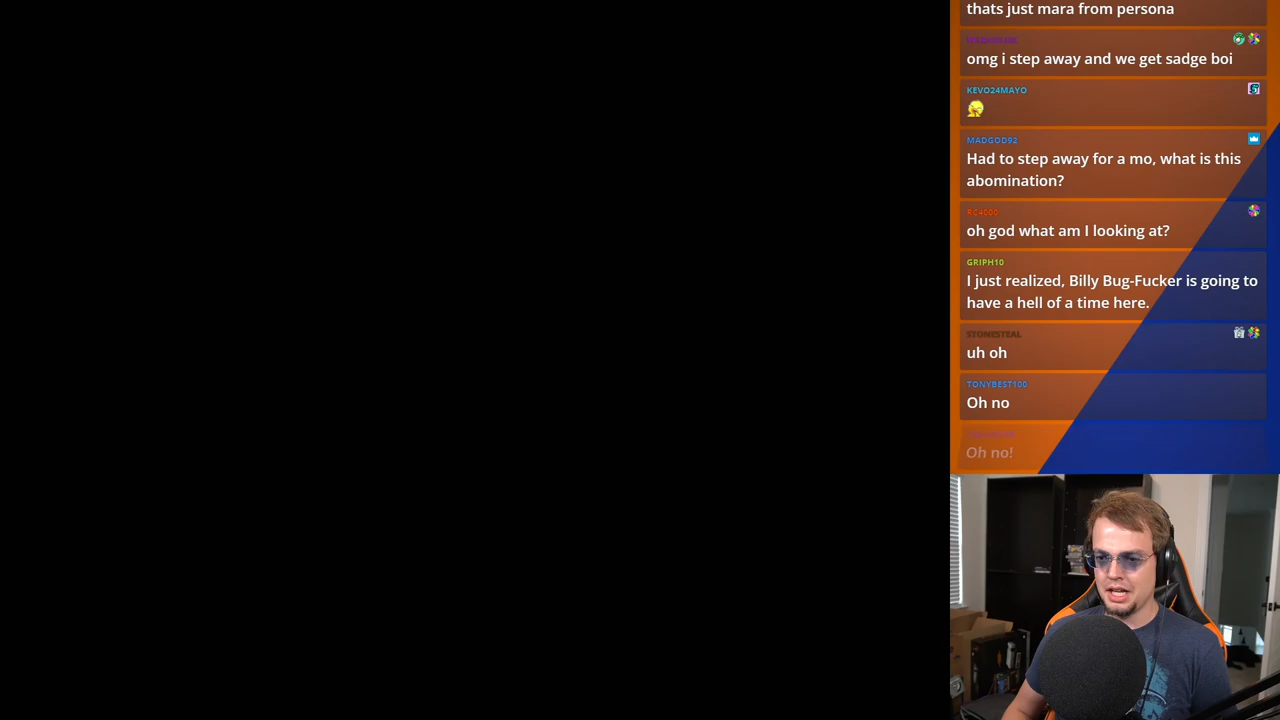 thats just mara from persona
omg i step away and we get sadge boi
KEVO24MAYO
MADGOD92
Had to step away for a mo, what is this
abomination?
RC4000
oh god what am I looking at?
GRIPH10
I just realized, Billy Bug-Fucker is going to
have a hell of a time here.
STONESTEAL
uh oh
TONYBEST100
Oh no
Oh no!